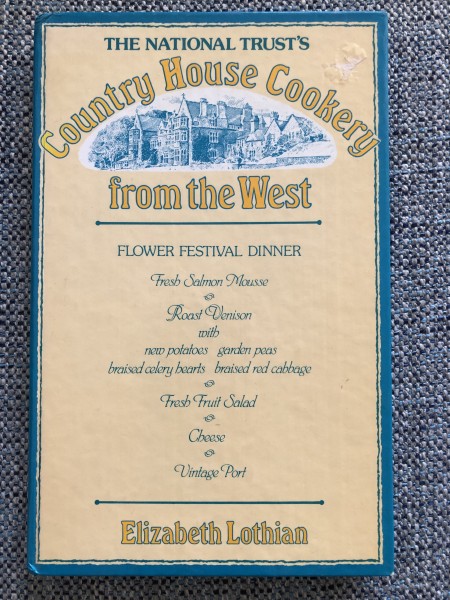 THE NATIONAL TRUST'S
Country House Cookery
from the West
FLOWER FESTIVAL DINNER
Fresh Salmon Mousse
Roast Venison
with
new potatoes garden peas
braised celery hearts braised red cabbage
Fresh Fruit Salad
Cheese
Vintage Port
Elizabeth Lothian